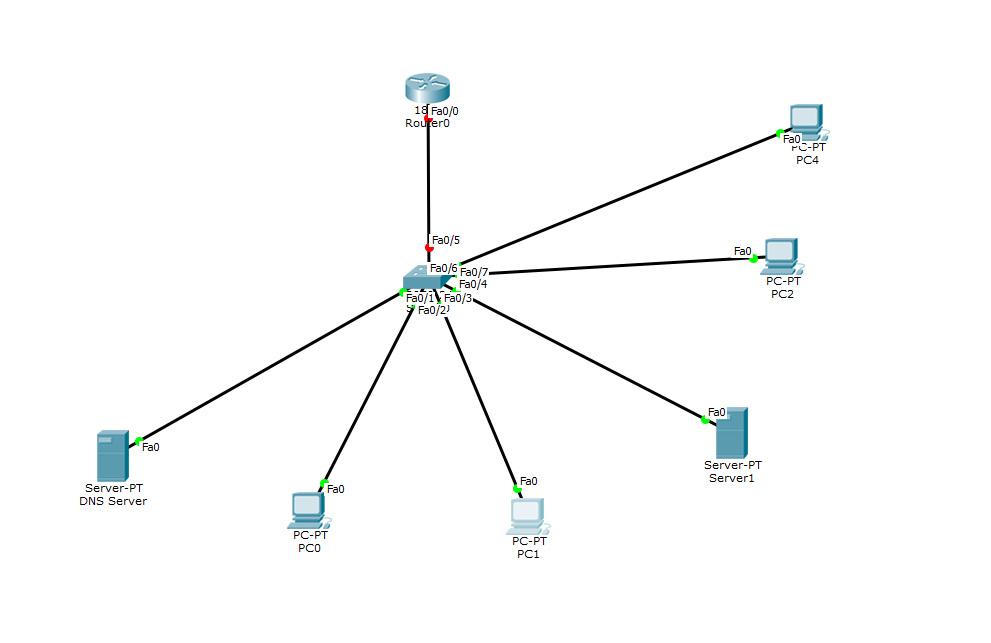 Fa0/0
Router0
Fa0
PC-PT
PC4
Fa0/5
Fa0
PC-PT
PC2
Fa0/6
Fa0/7
Fa0/4
Fa0/1
Fa0/3
Fa0/2
Fa0
Server-PT
Server1
Fa0
Server-PT
DNS Server
Fa0
PC-PT
PC0
Fa0
PC-PT
PC1